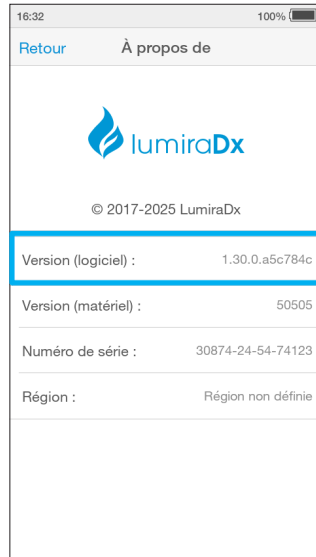 16:32 100%
Retour À propos de
lumiraDx
© 2017-2025 LumiraDx
Version (logiciel) : 1.30.0.a5c784c
Version (matériel) : 50505
Numéro de série : 30874-24-54-74123
Région : Région non définie